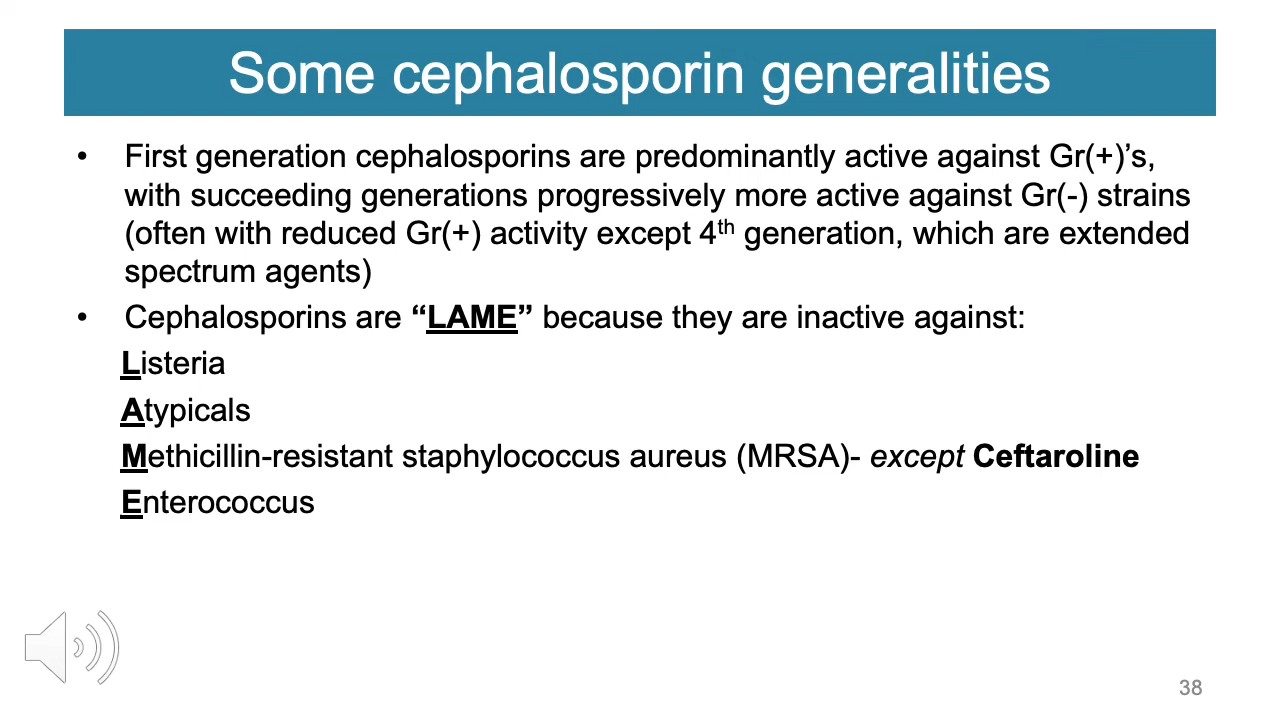 Some cephalosporin generalities
• First generation cephalosporins are predominantly active against Gr(+)’s,
with succeeding generations progressively more active against Gr(-) strains
(often with reduced Gr(+) activity except 4th generation, which are extended
spectrum agents)
• Cephalosporins are “LAME” because they are inactive against:
Listeria
Atypicals
Methicillin-resistant staphylococcus aureus (MRSA)- except Ceftaroline
Enterococcus
38